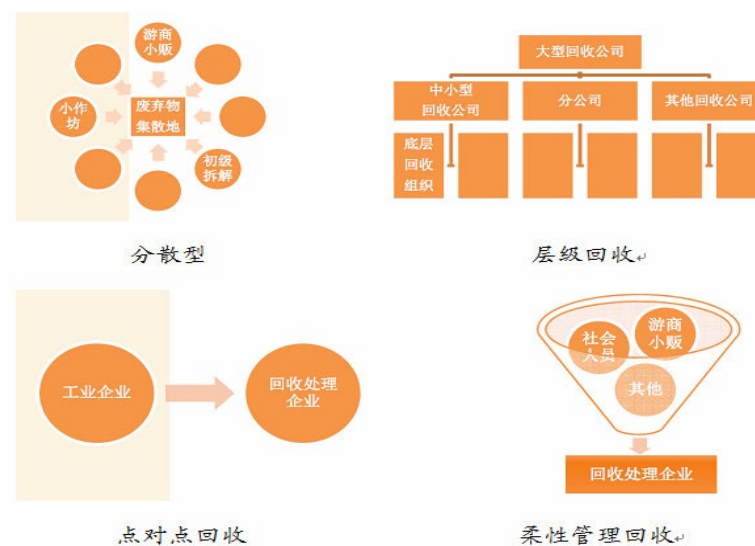 游商
小贩
小作
坊
废弃物
集散地
初级
拆解
分散型
大型回收公司
中小型
回收公司
分公司
其他回收公司
底层
回收
组织
层级回收
工业企业
回收处理
企业
点对点回收
社会
人员
游商
小贩
其他
回收处理企业
柔性管理回收